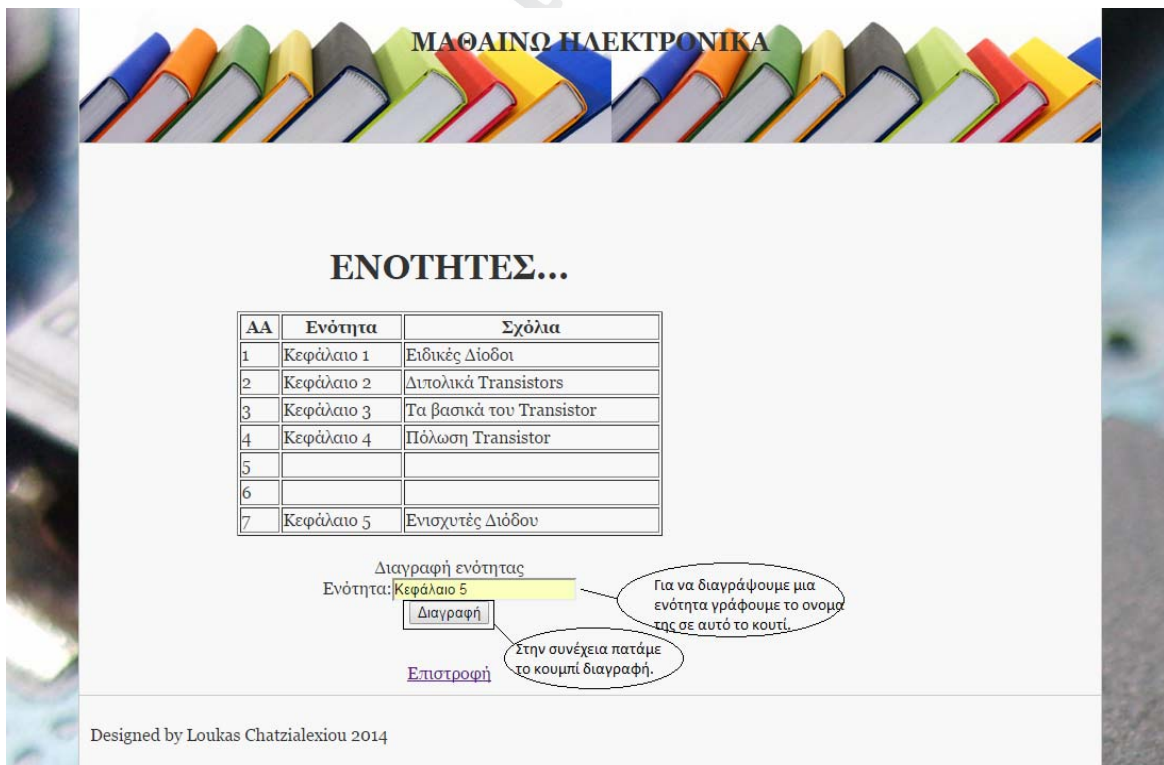 ΜΑΘΑΙΝΩ ΗΛΕΚΤΡΟΝΙΚΑ
ΕΝΟΤΗΤΕΣ...
ΑΑ Ενότητα Σχόλια
1 Κεφάλαιο 1 Ειδικές Δίοδοι
2 Κεφάλαιο 2 Διπολικά Transistors
3 Κεφάλαιο 3 Τα βασικά του Transistor
4 Κεφάλαιο 4 Πόλωση Transistor
5
6
7 Κεφάλαιο 5 Ενισχυτές Διόδου
Διαγραφή ενότητας
Ενότητα: Κεφάλαιο 5
Διαγραφή
Για να διαγράψουμε μια
ενότητα γράφουμε το ονομα
της σε αυτό το κουτί.
Στην συνέχεια πατάμε
το κουμπί διαγραφή.
Επιστροφή
Designed by Loukas Chatzialexiou 2014